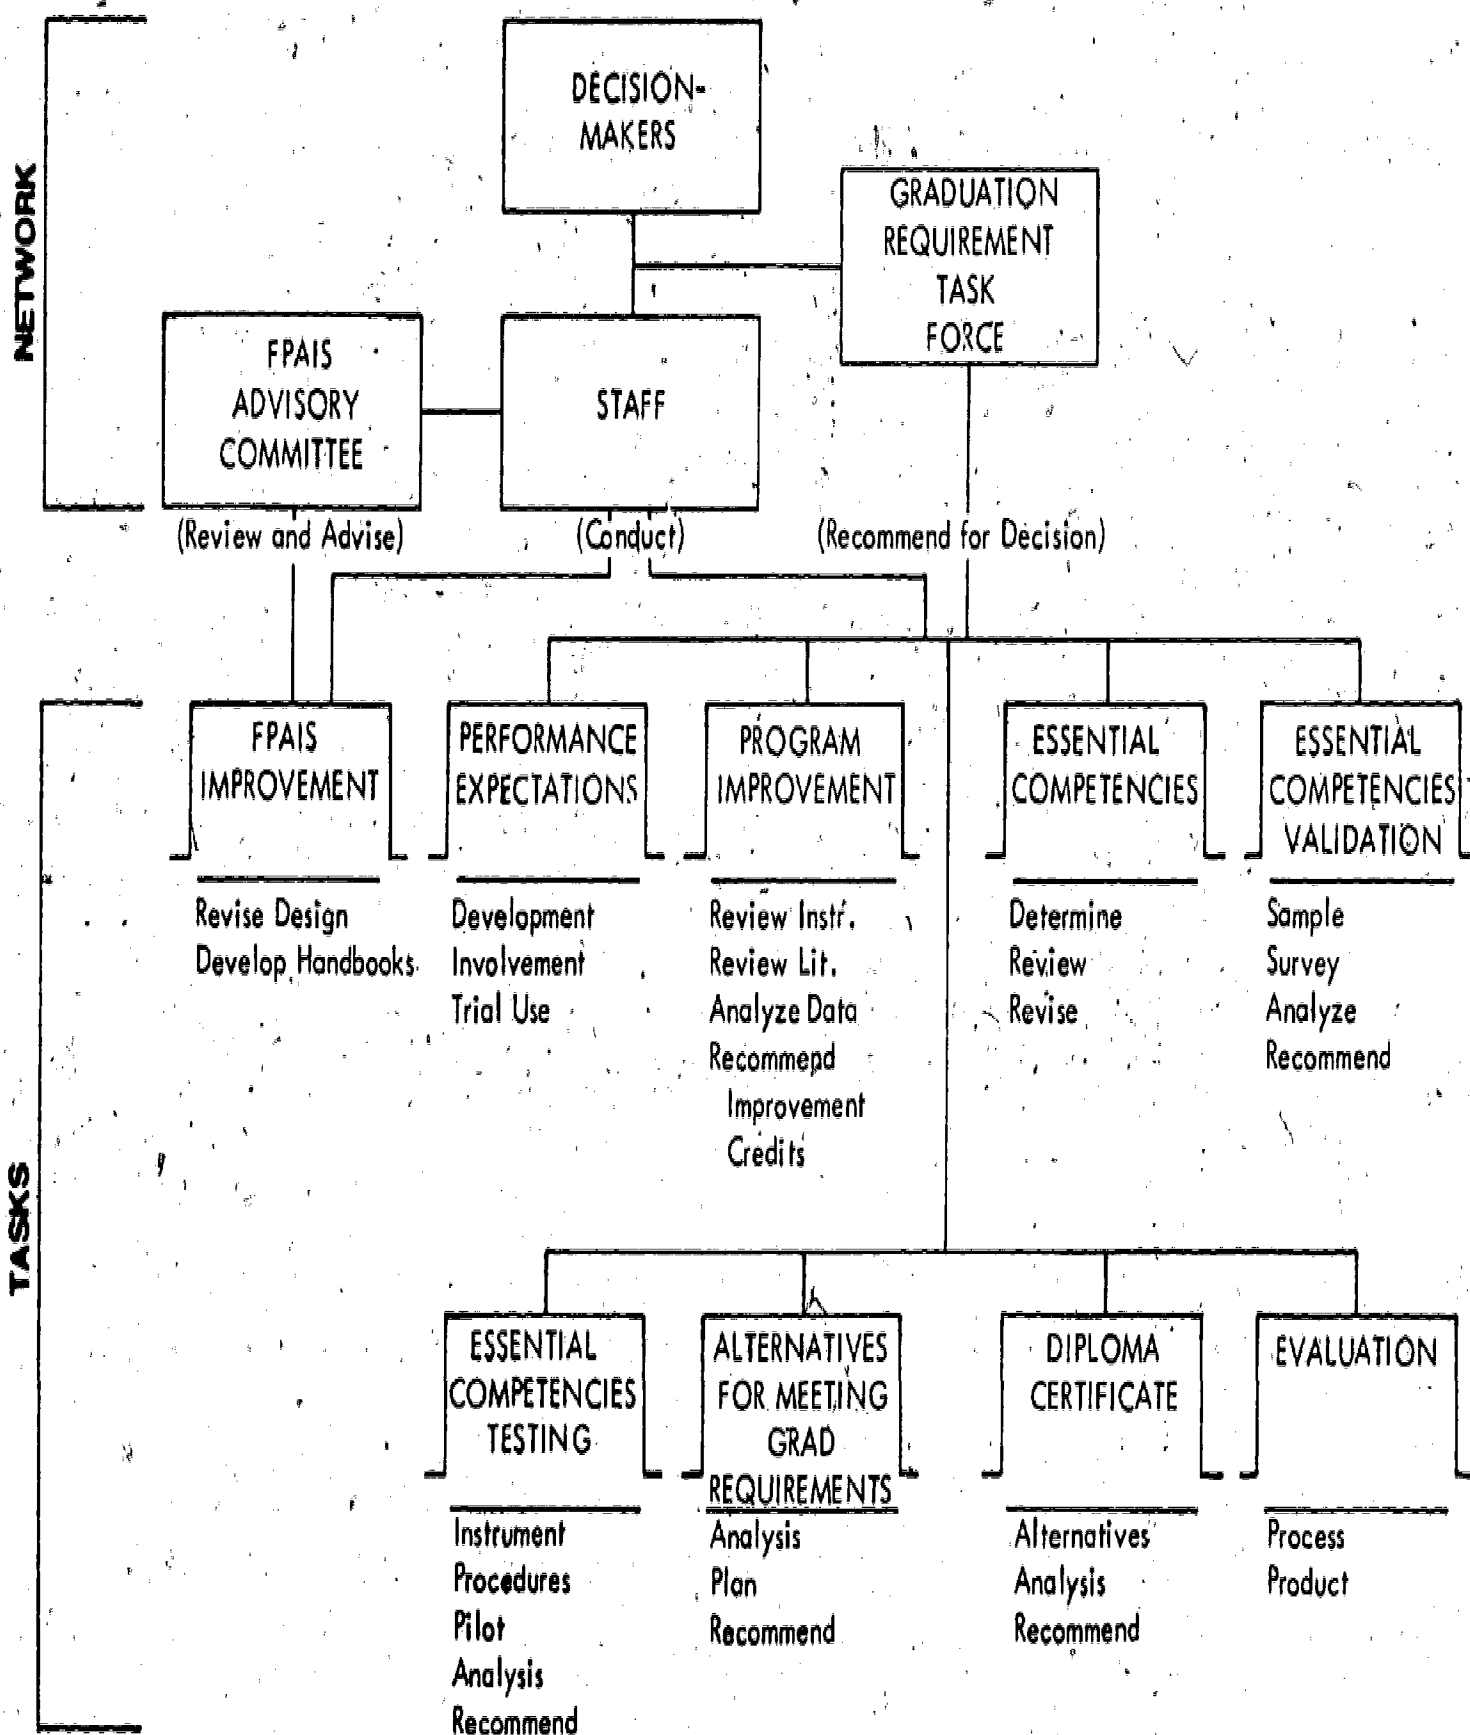 NETWORK
DECISION-
MAKERS
GRADUATION
REQUIREMENT
TASK
FORCE
FPAIS
ADVISORY
COMMITTEE
STAFF
(Review and Advise)
(Conduct)
(Recommend for Decision)
TASKS
FPAIS
IMPROVEMENT
Revise Design
Develop Handbooks
PERFORMANCE
EXPECTATIONS
Development
Involvement
Trial Use
PROGRAM
IMPROVEMENT
Review Instr.
Review Lit.
Analyze Data
Recommend
Improvement
Credits
ESSENTIAL
COMPETENCIES
Determine
Review
Revise
ESSENTIAL
COMPETENCIES
VALIDATION
Sample
Survey
Analyze
Recommend
ESSENTIAL
COMPETENCIES
TESTING
Instrument
Procedures
Pilot
Analysis
Recommend
ALTERNATIVES
FOR MEETING
GRAD
REQUIREMENTS
Analysis
Plan
Recommend
DIPLOMA
CERTIFICATE
Alternatives
Analysis
Recommend
EVALUATION
Process
Product